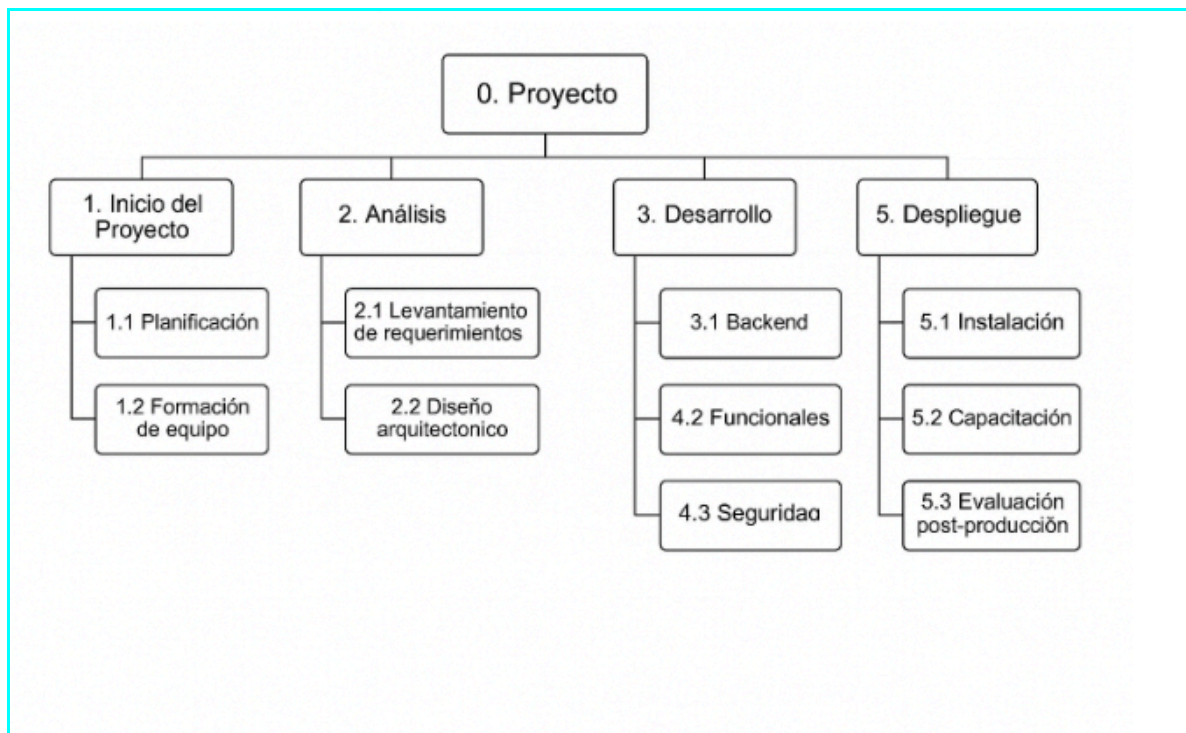 0. Proyecto
1. Inicio del
Proyecto
2. Análisis
3. Desarrollo
5. Despliegue
1.1 Planificación
1.2 Formación
de equipo
2.1 Levantamiento
de requerimientos
2.2 Diseño
arquitectonico
3.1 Backend
4.2 Funcionales
4.3 Seguridad
5.1 Instalación
5.2 Capacitación
5.3 Evaluación
post-producción